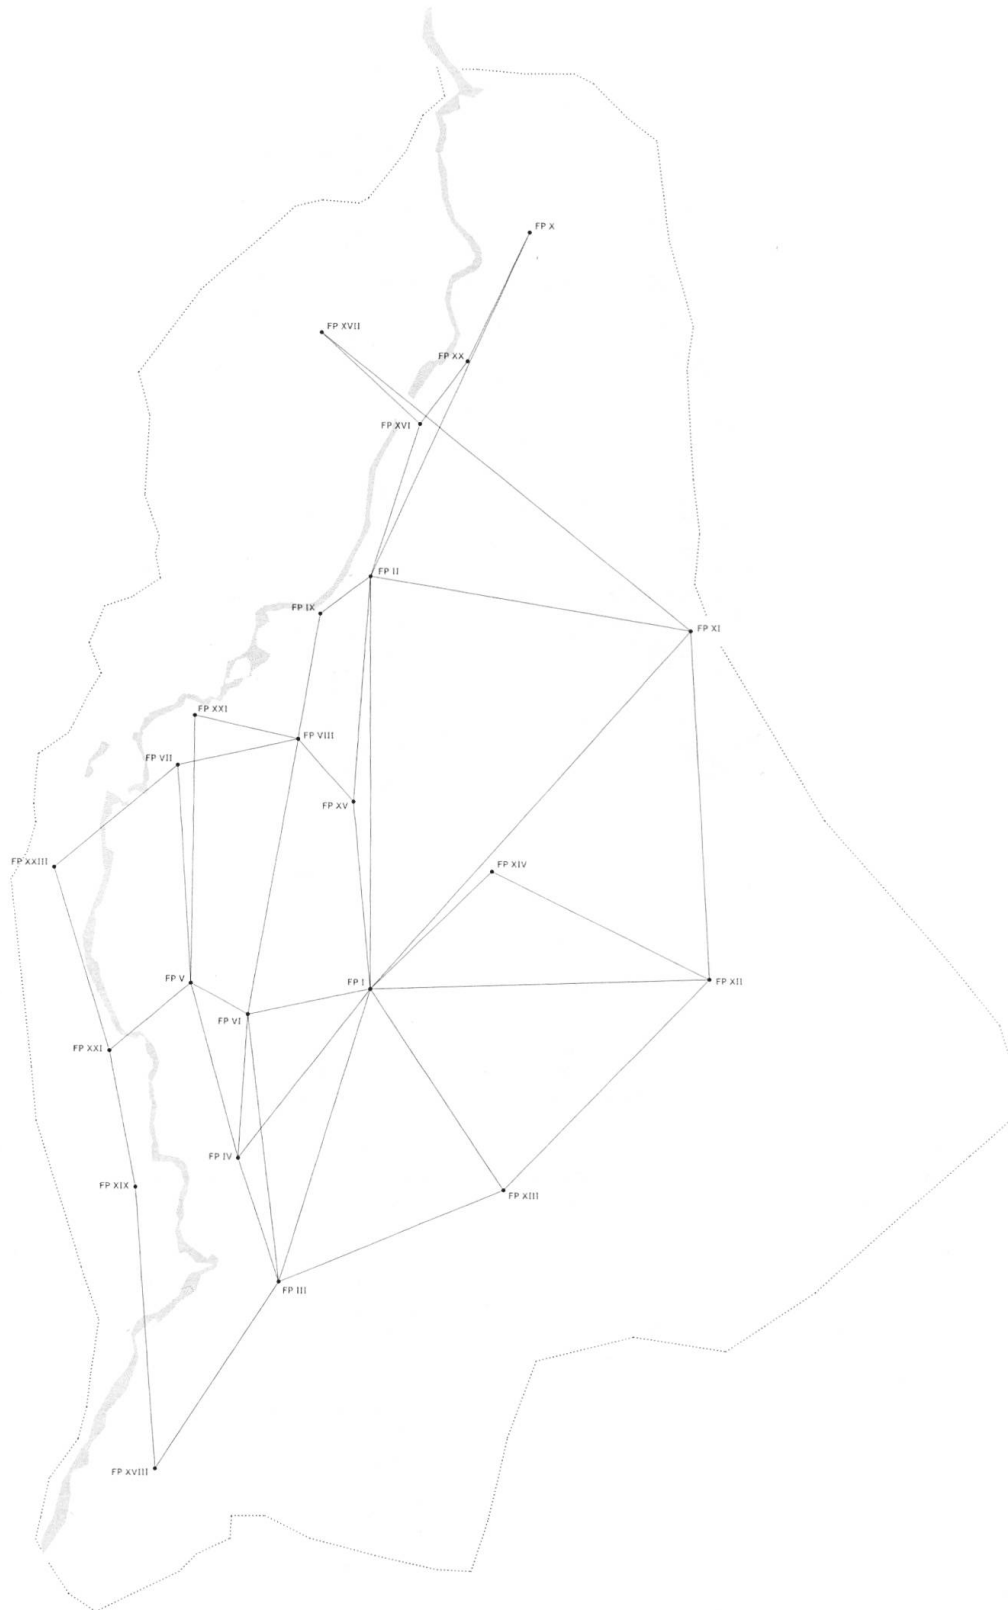 FP X
FP XVII
FP XX
FP XVI
FP II
FP IX
FP XI
FP XXI
FP VIII
FP VII
FP XV
FP XXIII
FP XIV
FP V
FP I
FP XII
FP VI
FP XXI
FP IV
FP XIX
FP XIII
FP III
FP XVIII